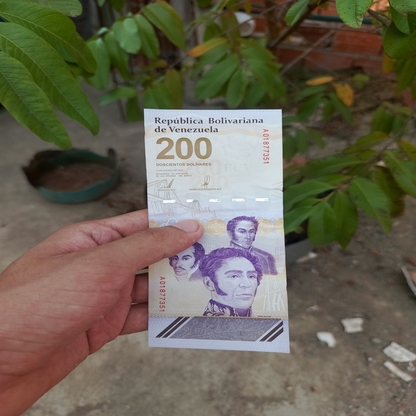 República Bolivariana
de Venezuela
200
DOSCIENTOS BOLÍVARES
A01877351
A01877351